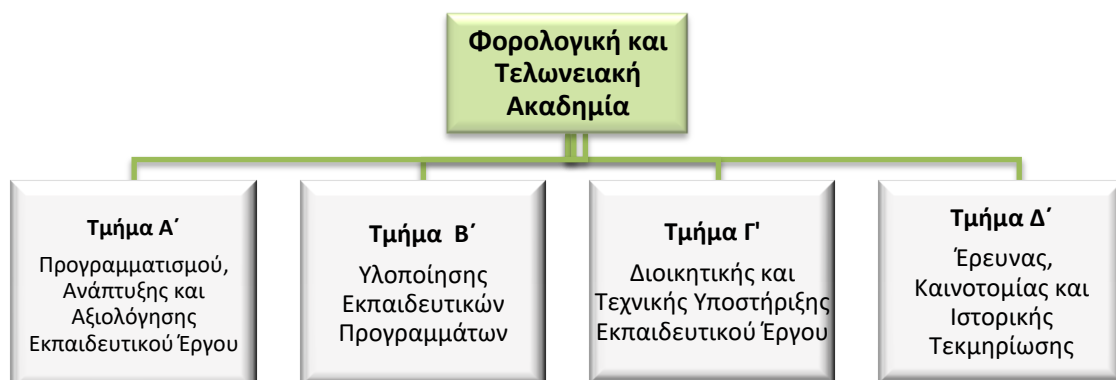 Φορολογική και
Τελωνειακή
Ακαδημία
Τμήμα Α΄
Προγραμματισμού,
Ανάπτυξης και
Αξιολόγησης
Εκπαιδευτικού Έργου
Τμήμα Β΄
Υλοποίησης
Εκπαιδευτικών
Προγραμμάτων
Τμήμα Γ'
Διοικητικής και
Τεχνικής Υποστήριξης
Εκπαιδευτικού Έργου
Τμήμα Δ΄
Έρευνας,
Καινοτομίας και
Ιστορικής
Τεκμηρίωσης